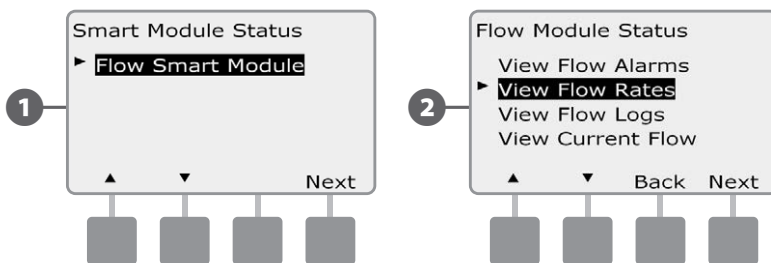 1
Smart Module Status
► Flow Smart Module
▲ ▼ Next
2
Flow Module Status
View Flow Alarms
► View Flow Rates
View Flow Logs
View Current Flow
▲ ▼ Back Next